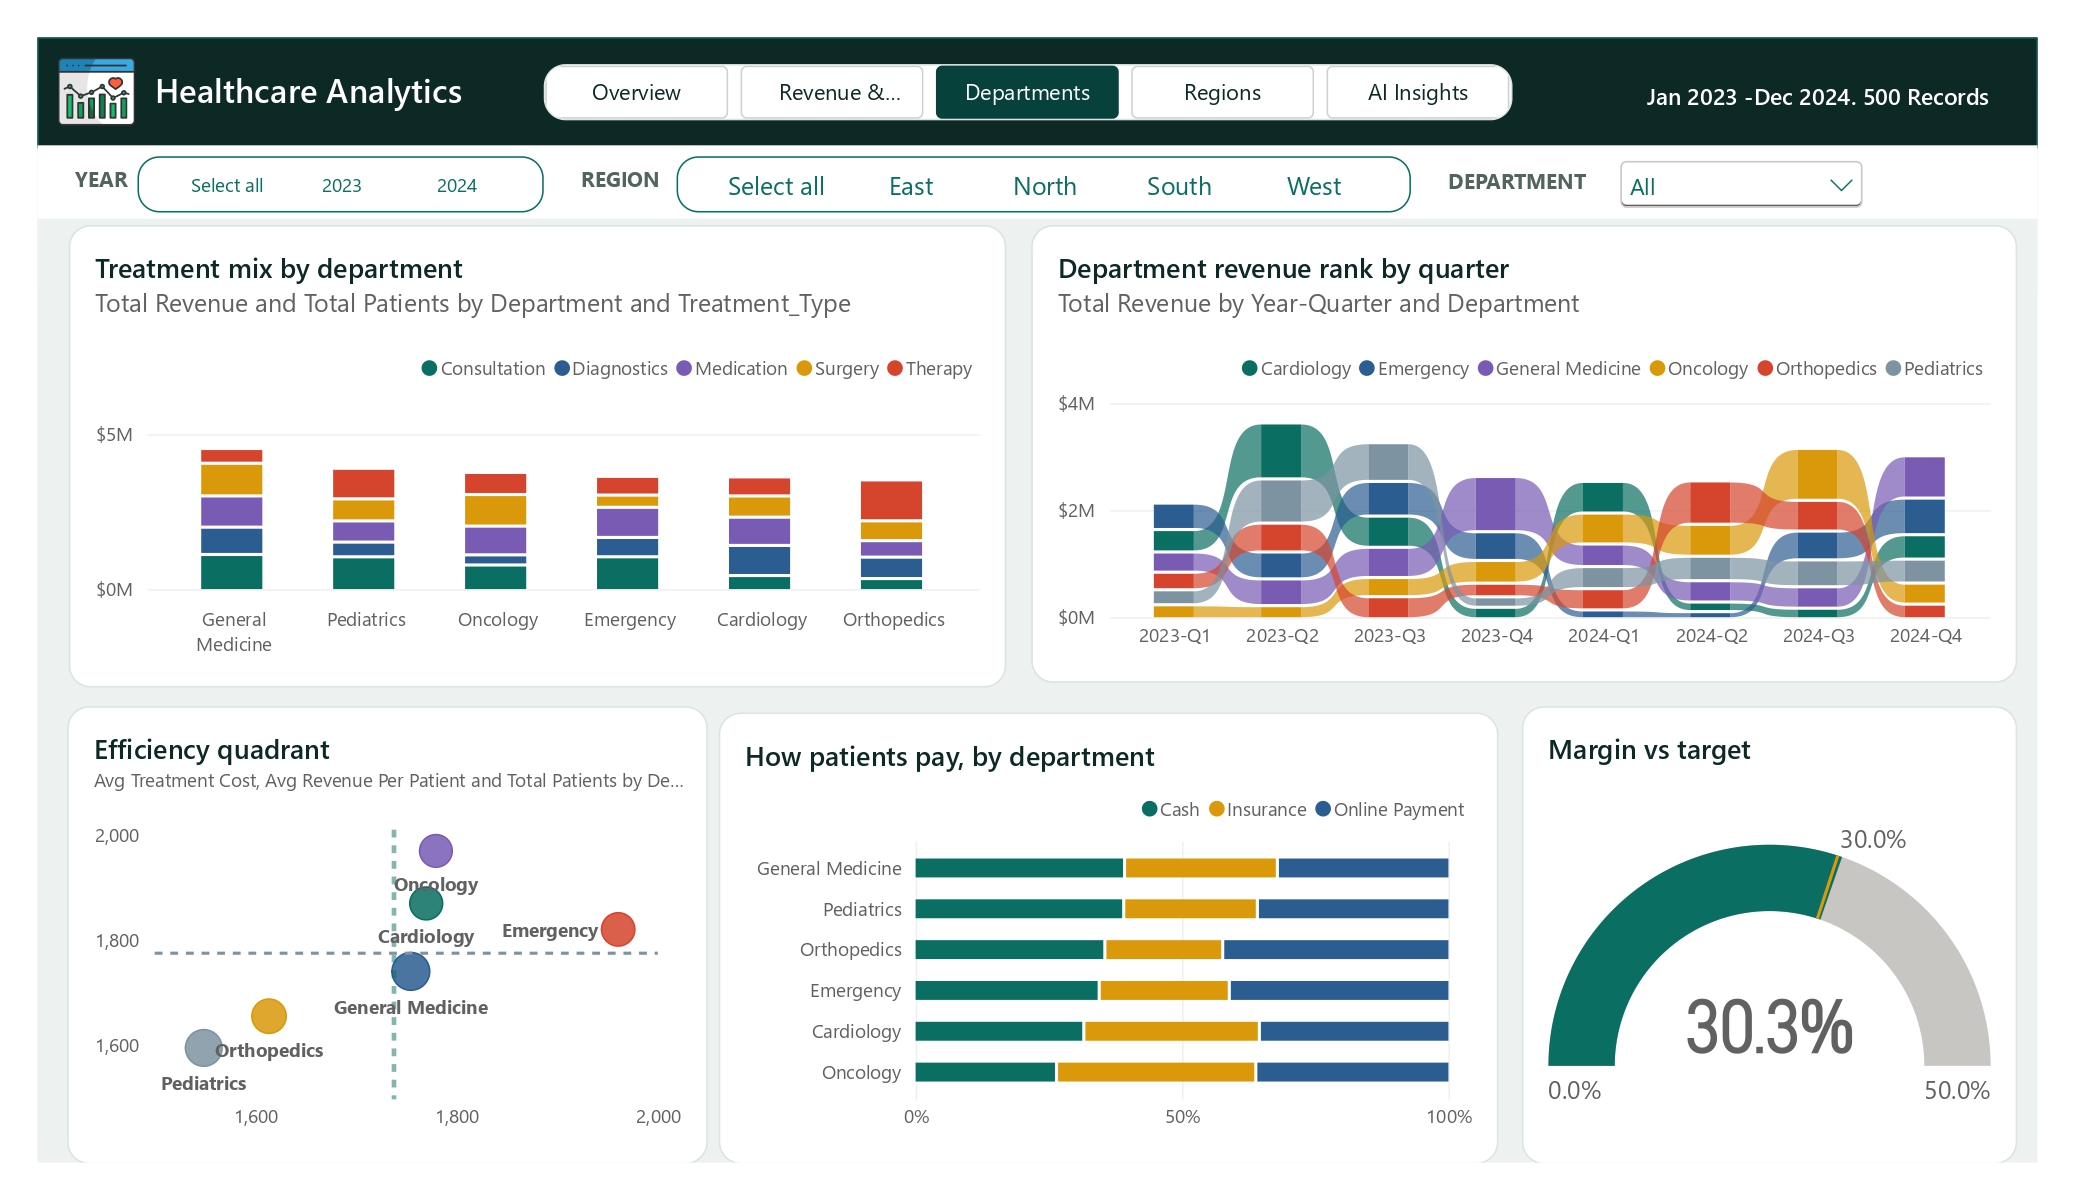 Healthcare Analytics
Overview
Revenue &...
Departments
Regions
AI Insights
Jan 2023 -Dec 2024. 500 Records
YEAR
Select all
2023
2024
REGION
Select all
East
North
South
West
DEPARTMENT
All
Treatment mix by department
Total Revenue and Total Patients by Department and Treatment_Type
Consultation
Diagnostics
Medication
Surgery
Therapy
$5M
$0M
General
Medicine
Pediatrics
Oncology
Emergency
Cardiology
Orthopedics
Department revenue rank by quarter
Total Revenue by Year-Quarter and Department
Cardiology
Emergency
General Medicine
Oncology
Orthopedics
Pediatrics
$4M
$2M
$0M
2023-Q1
2023-Q2
2023-Q3
2023-Q4
2024-Q1
2024-Q2
2024-Q3
2024-Q4
Efficiency quadrant
Avg Treatment Cost, Avg Revenue Per Patient and Total Patients by De...
2,000
1,800
1,600
Oncology
Cardiology
Emergency
General Medicine
Orthopedics
Pediatrics
1,600
1,800
2,000
How patients pay, by department
Cash
Insurance
Online Payment
General Medicine
Pediatrics
Orthopedics
Emergency
Cardiology
Oncology
0%
50%
100%
Margin vs target
30.0%
30.3%
0.0%
50.0%